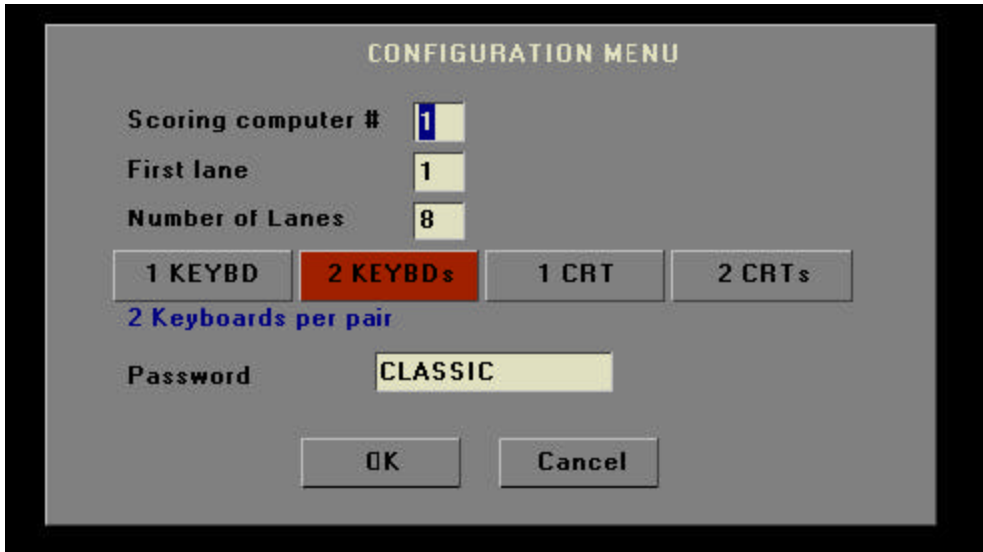 CONFIGURATION MENU
Scoring computer # 1
First lane 1
Number of Lanes 8
1 KEYBD 2 KEYBDs 1 CRT 2 CRTs
2 Keyboards per pair
Password CLASSIC
OK Cancel